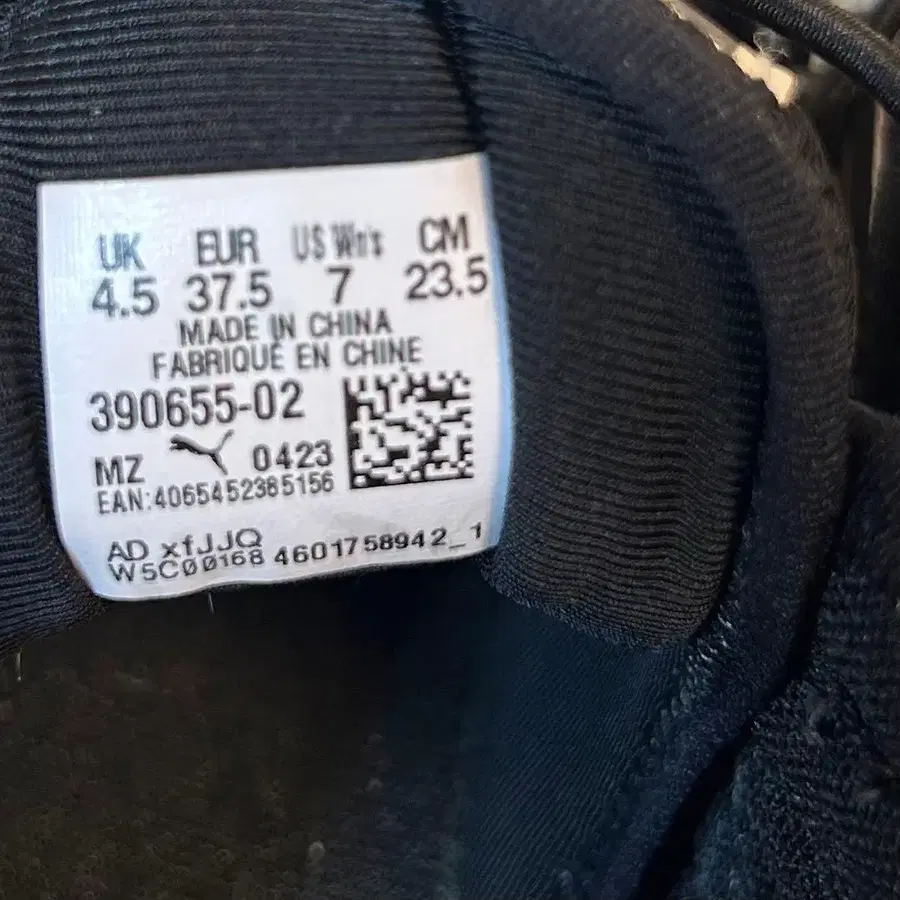 UK EUR US Wn's CM
4.5 37.5 7 23.5
MADE IN CHINA
FABRIQUÉ EN CHINE
390655-02
MZ 0423
EAN:4065452385156
AD xfJJQ
W5C00168 4601758942_1